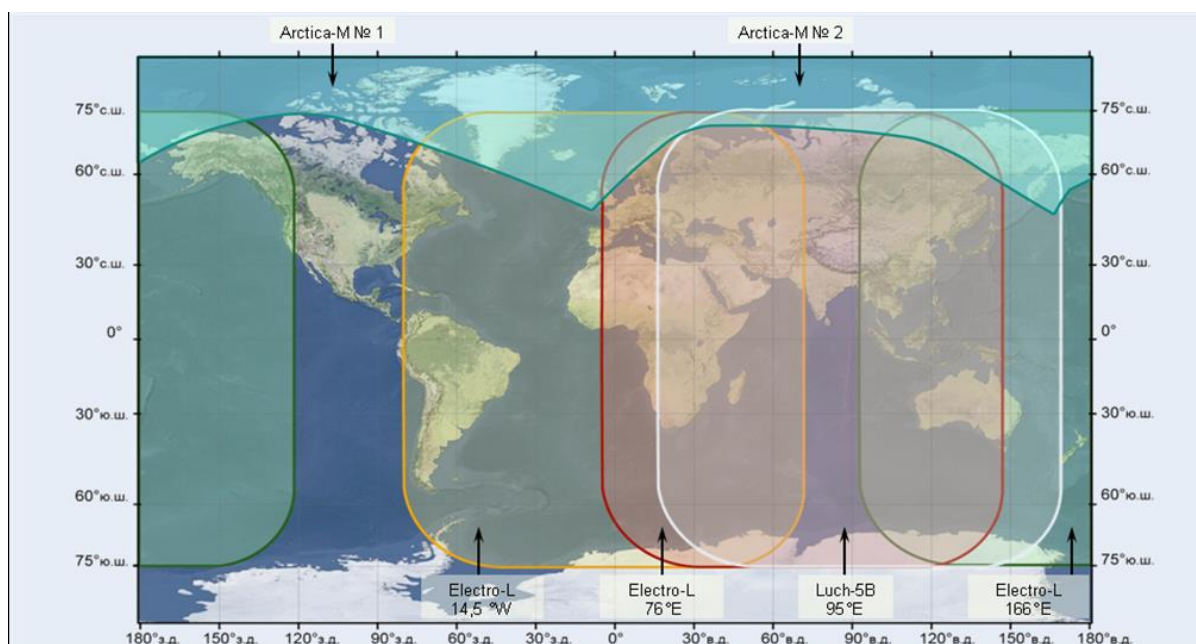 Arctica-M № 1
Arctica-M № 2
75°с.ш.
75°с.ш.
60°с.ш.
60°с.ш.
30°с.ш.
30°с.ш.
0°
0°
30°ю.ш.
30°ю.ш.
60°ю.ш.
60°ю.ш.
75°ю.ш.
75°ю.ш.
Electro-L
14,5 °W
Electro-L
76°E
Luch-5B
95°E
Electro-L
166°E
180°з.д. 150°з.д. 120°з.д. 90°з.д. 60°з.д. 30°з.д. 0° 30°в.д. 60°в.д. 90°в.д. 120°в.д. 150°в.д. 180°в.д.